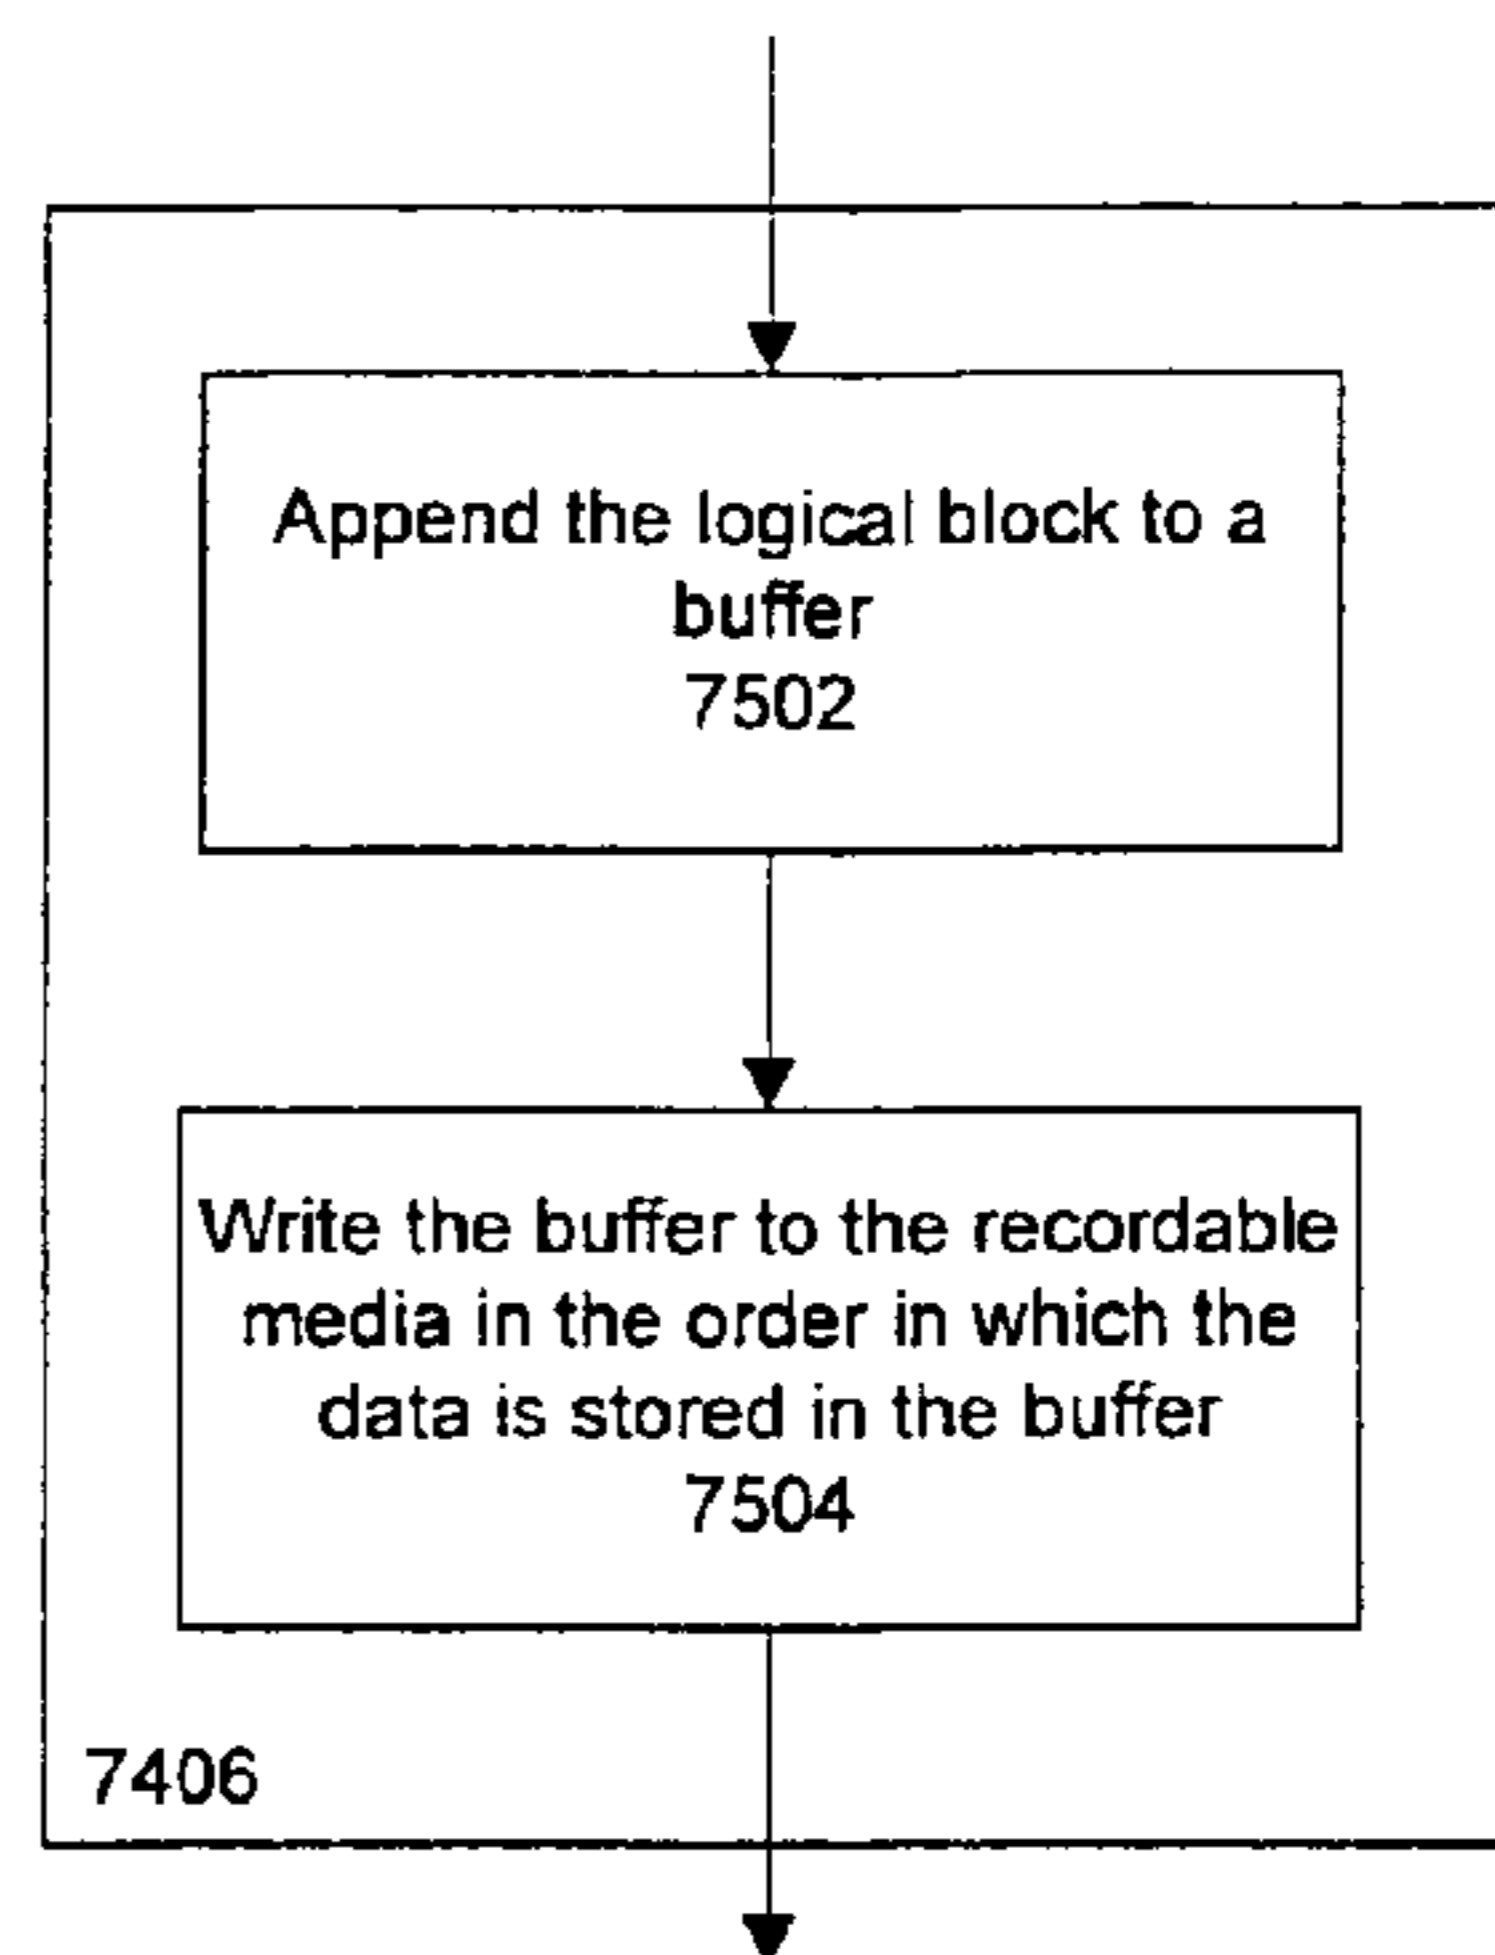 Append the logical block to a
buffer
7502
Write the buffer to the recordable
media in the order in which the
data is stored in the buffer
7504
7406